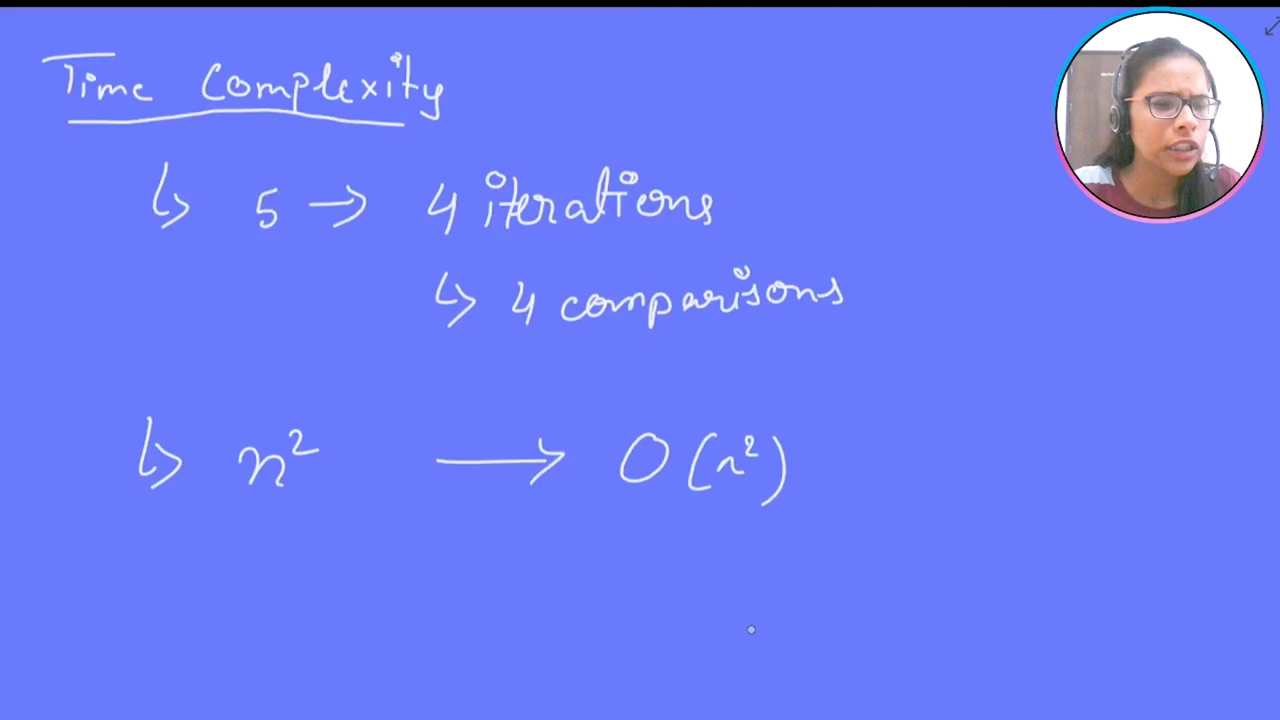 Time Complexity
↳ 5 → 4 iterations
↳ 4 comparisons
↳ n² → O(n²)